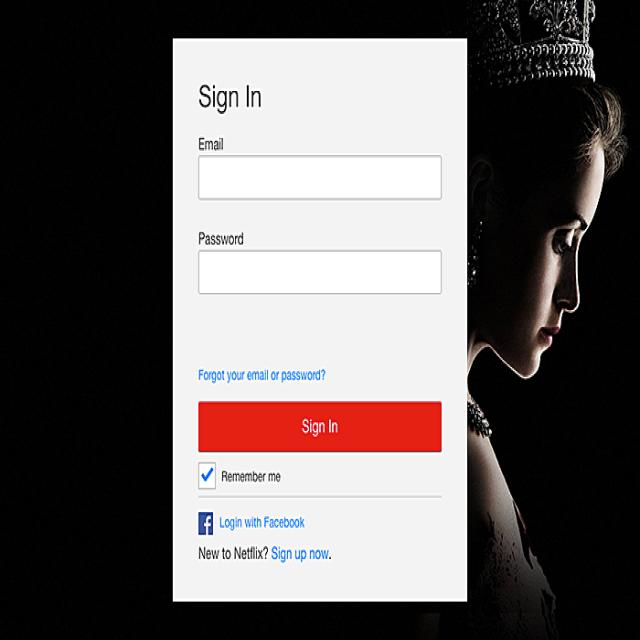 Sign In
Email
Password
Forgot your email or password?
Sign In
Remember me
Login with Facebook
New to Netflix? Sign up now.